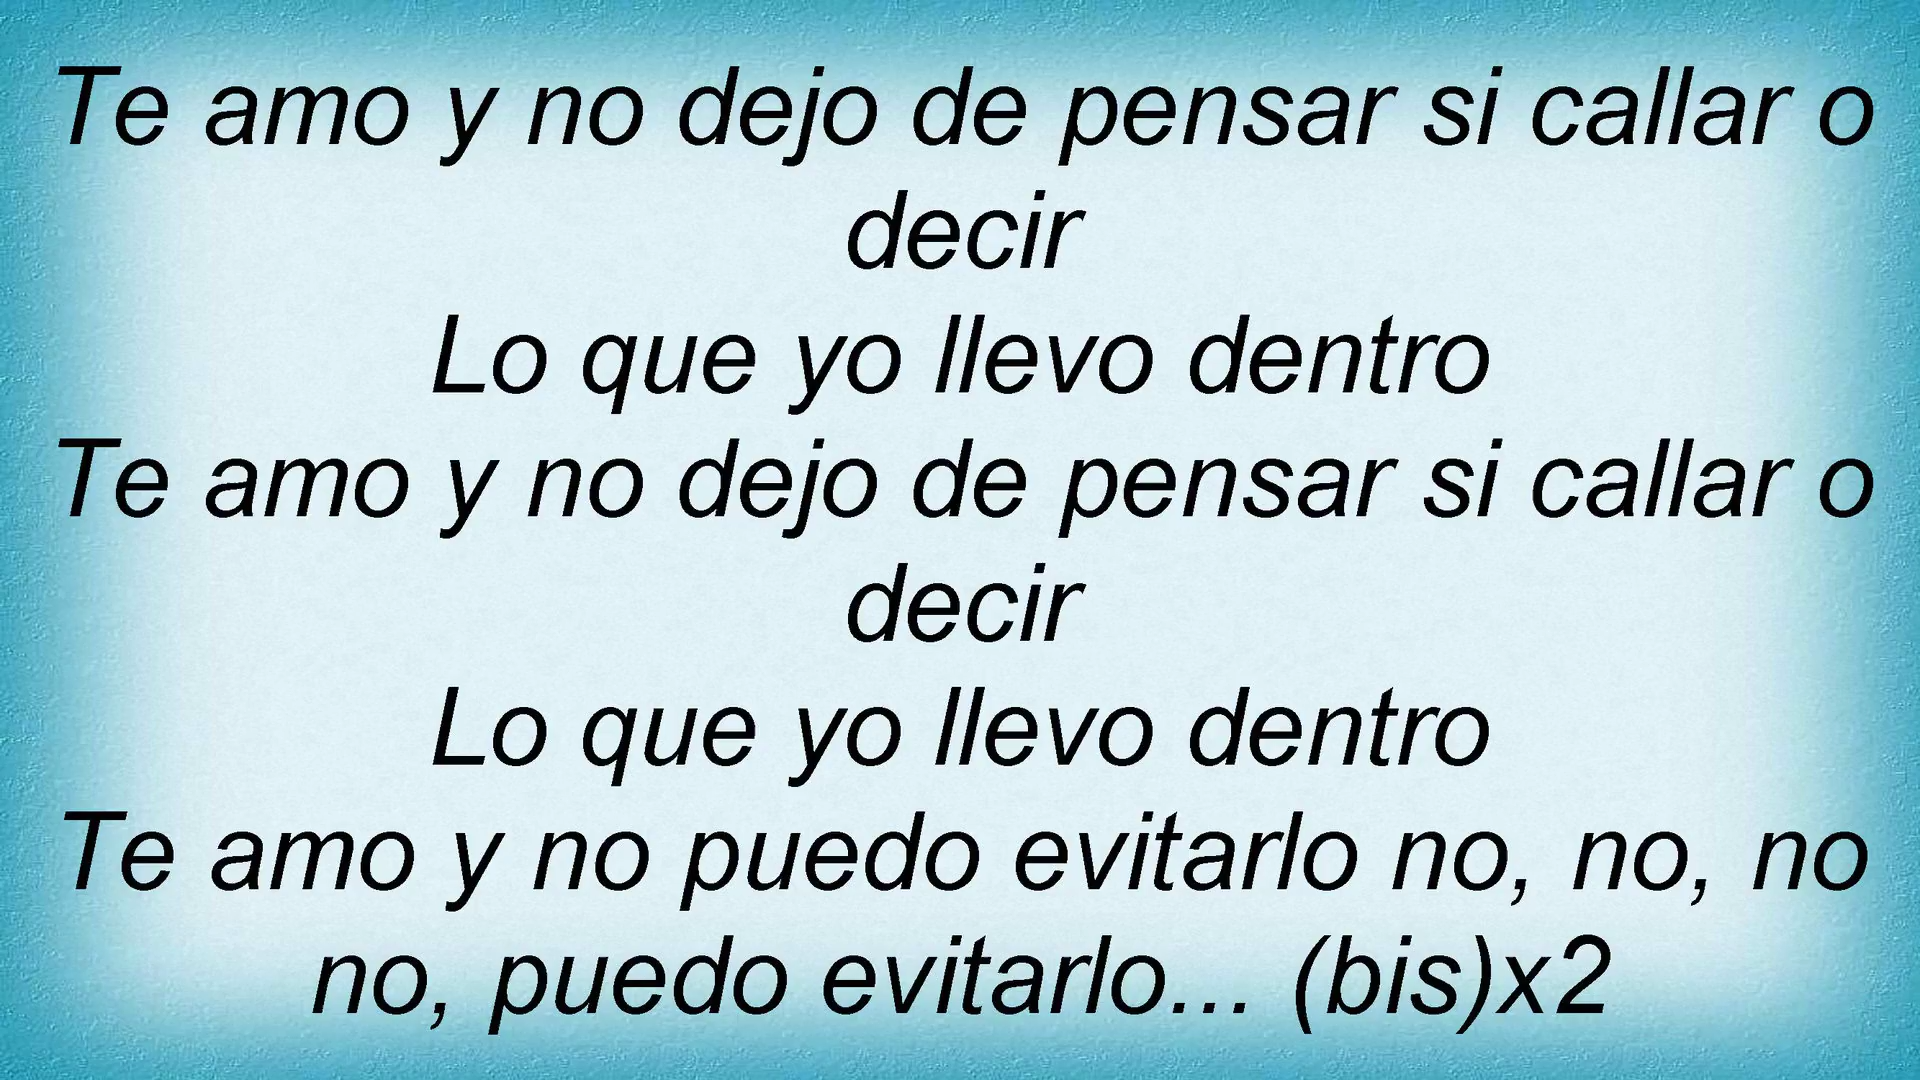 Te amo y no dejo de pensar si callar o
decir
Lo que yo llevo dentro
Te amo y no dejo de pensar si callar o
decir
Lo que yo llevo dentro
Te amo y no puedo evitarlo no, no, no
no, puedo evitarlo... (bis)x2